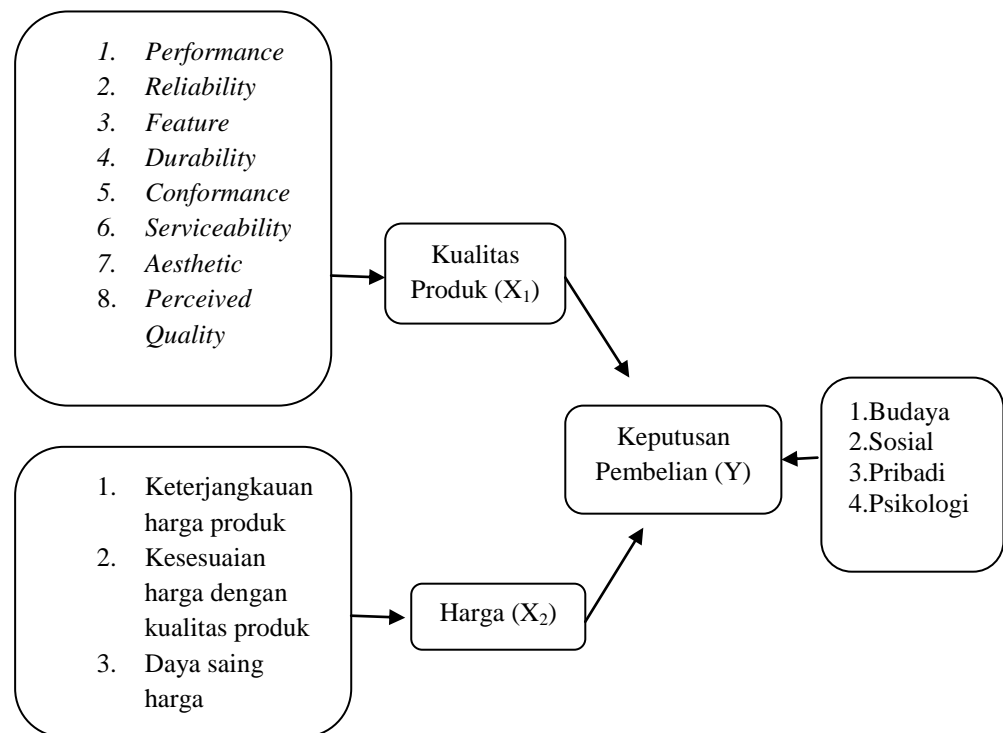 1. Performance
2. Reliability
3. Feature
4. Durability
5. Conformance
6. Serviceability
7. Aesthetic
8. Perceived
Quality
Kualitas
Produk (X₁)
Keputusan
Pembelian (Y)
1.Budaya
2.Sosial
3.Pribadi
4.Psikologi
1. Keterjangkauan
harga produk
2. Kesesuaian
harga dengan
kualitas produk
3. Daya saing
harga
Harga (X₂)